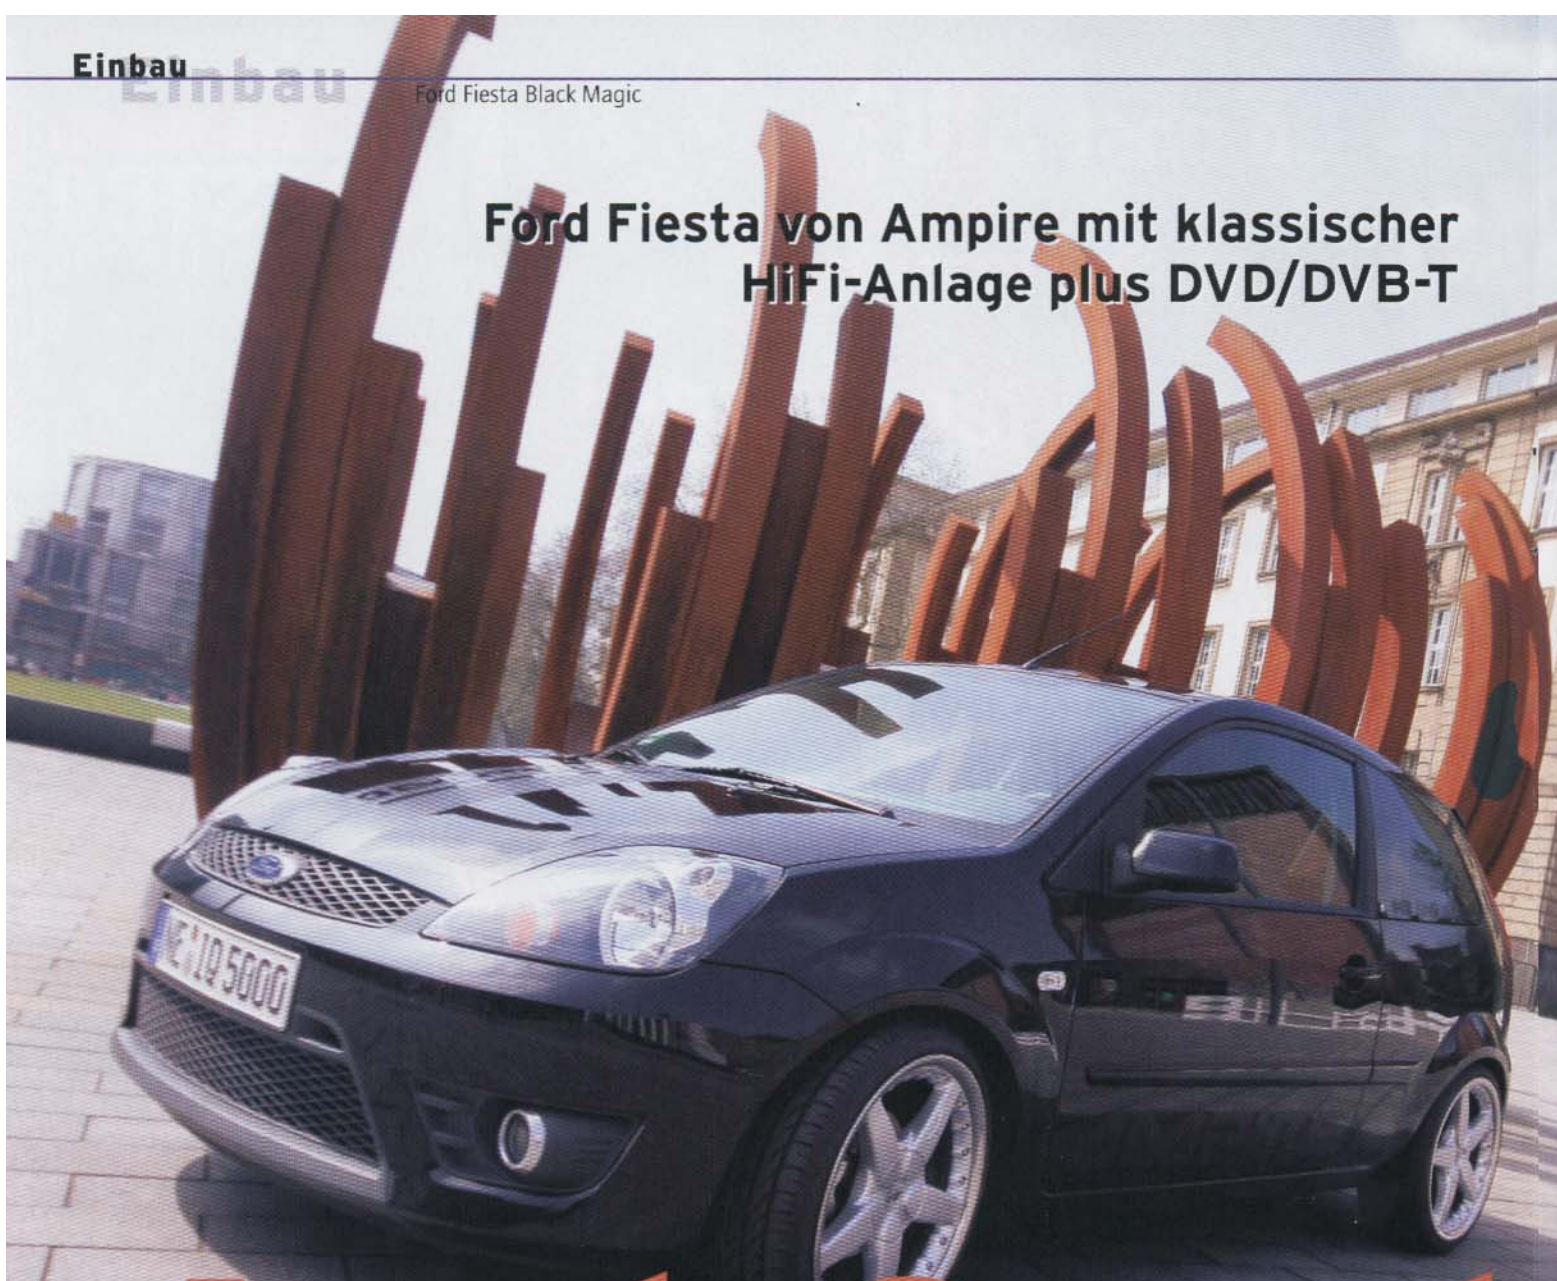 Einbau
Einbau
Ford Fiesta Black Magic
Ford Fiesta von Ampire mit klassischer
HiFi-Anlage plus DVD/DVB-T
NE IQ 5000